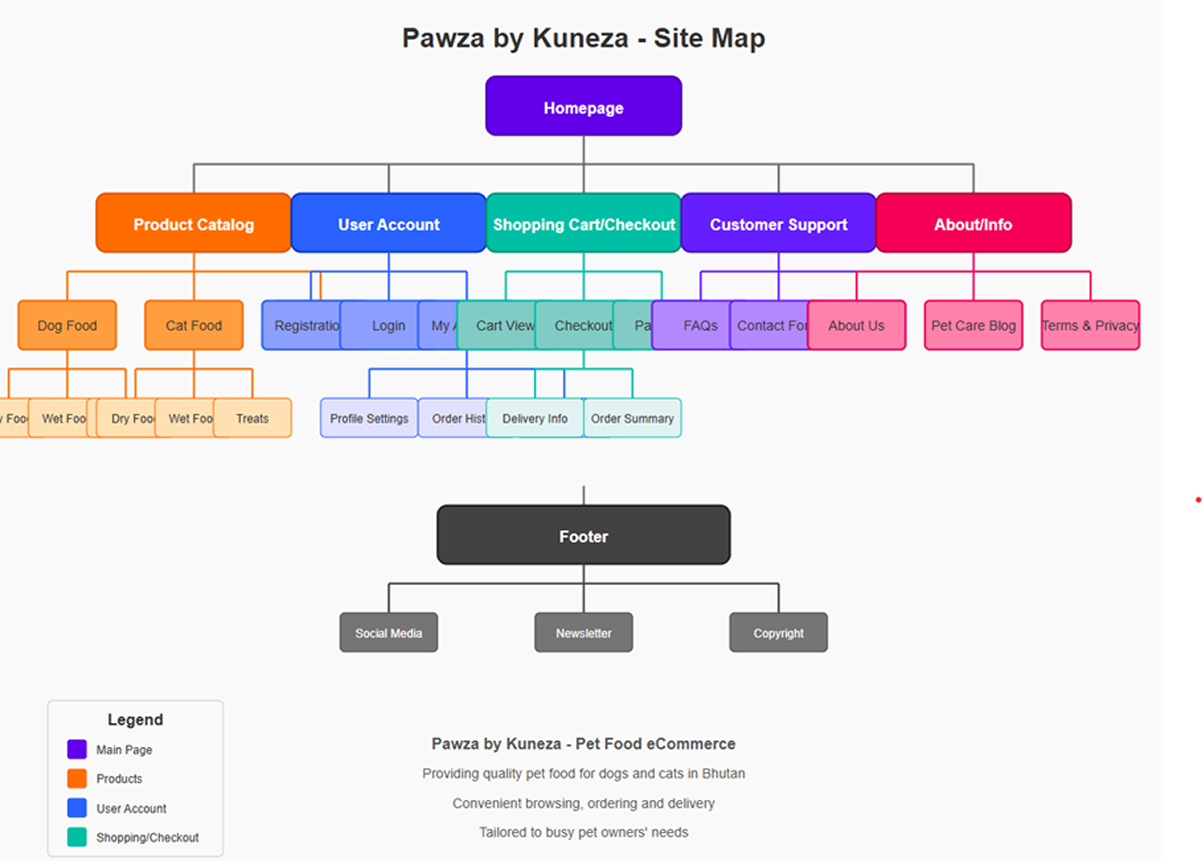 Pawza by Kuneza - Site Map
Homepage
Product Catalog
User Account
Shopping Cart/Checkout
Customer Support
About/Info
Dog Food
Cat Food
Registratio
Login
My A
Cart View
Checkout
Pa
FAQs
Contact For
About Us
Pet Care Blog
Terms & Privacy
y Foo
Wet Foo
Dry Foo
Wet Foo
Treats
Profile Settings
Order Hist
Delivery Info
Order Summary
Footer
Social Media
Newsletter
Copyright
Legend
Main Page
Products
User Account
Shopping/Checkout
Pawza by Kuneza - Pet Food eCommerce
Providing quality pet food for dogs and cats in Bhutan
Convenient browsing, ordering and delivery
Tailored to busy pet owners' needs